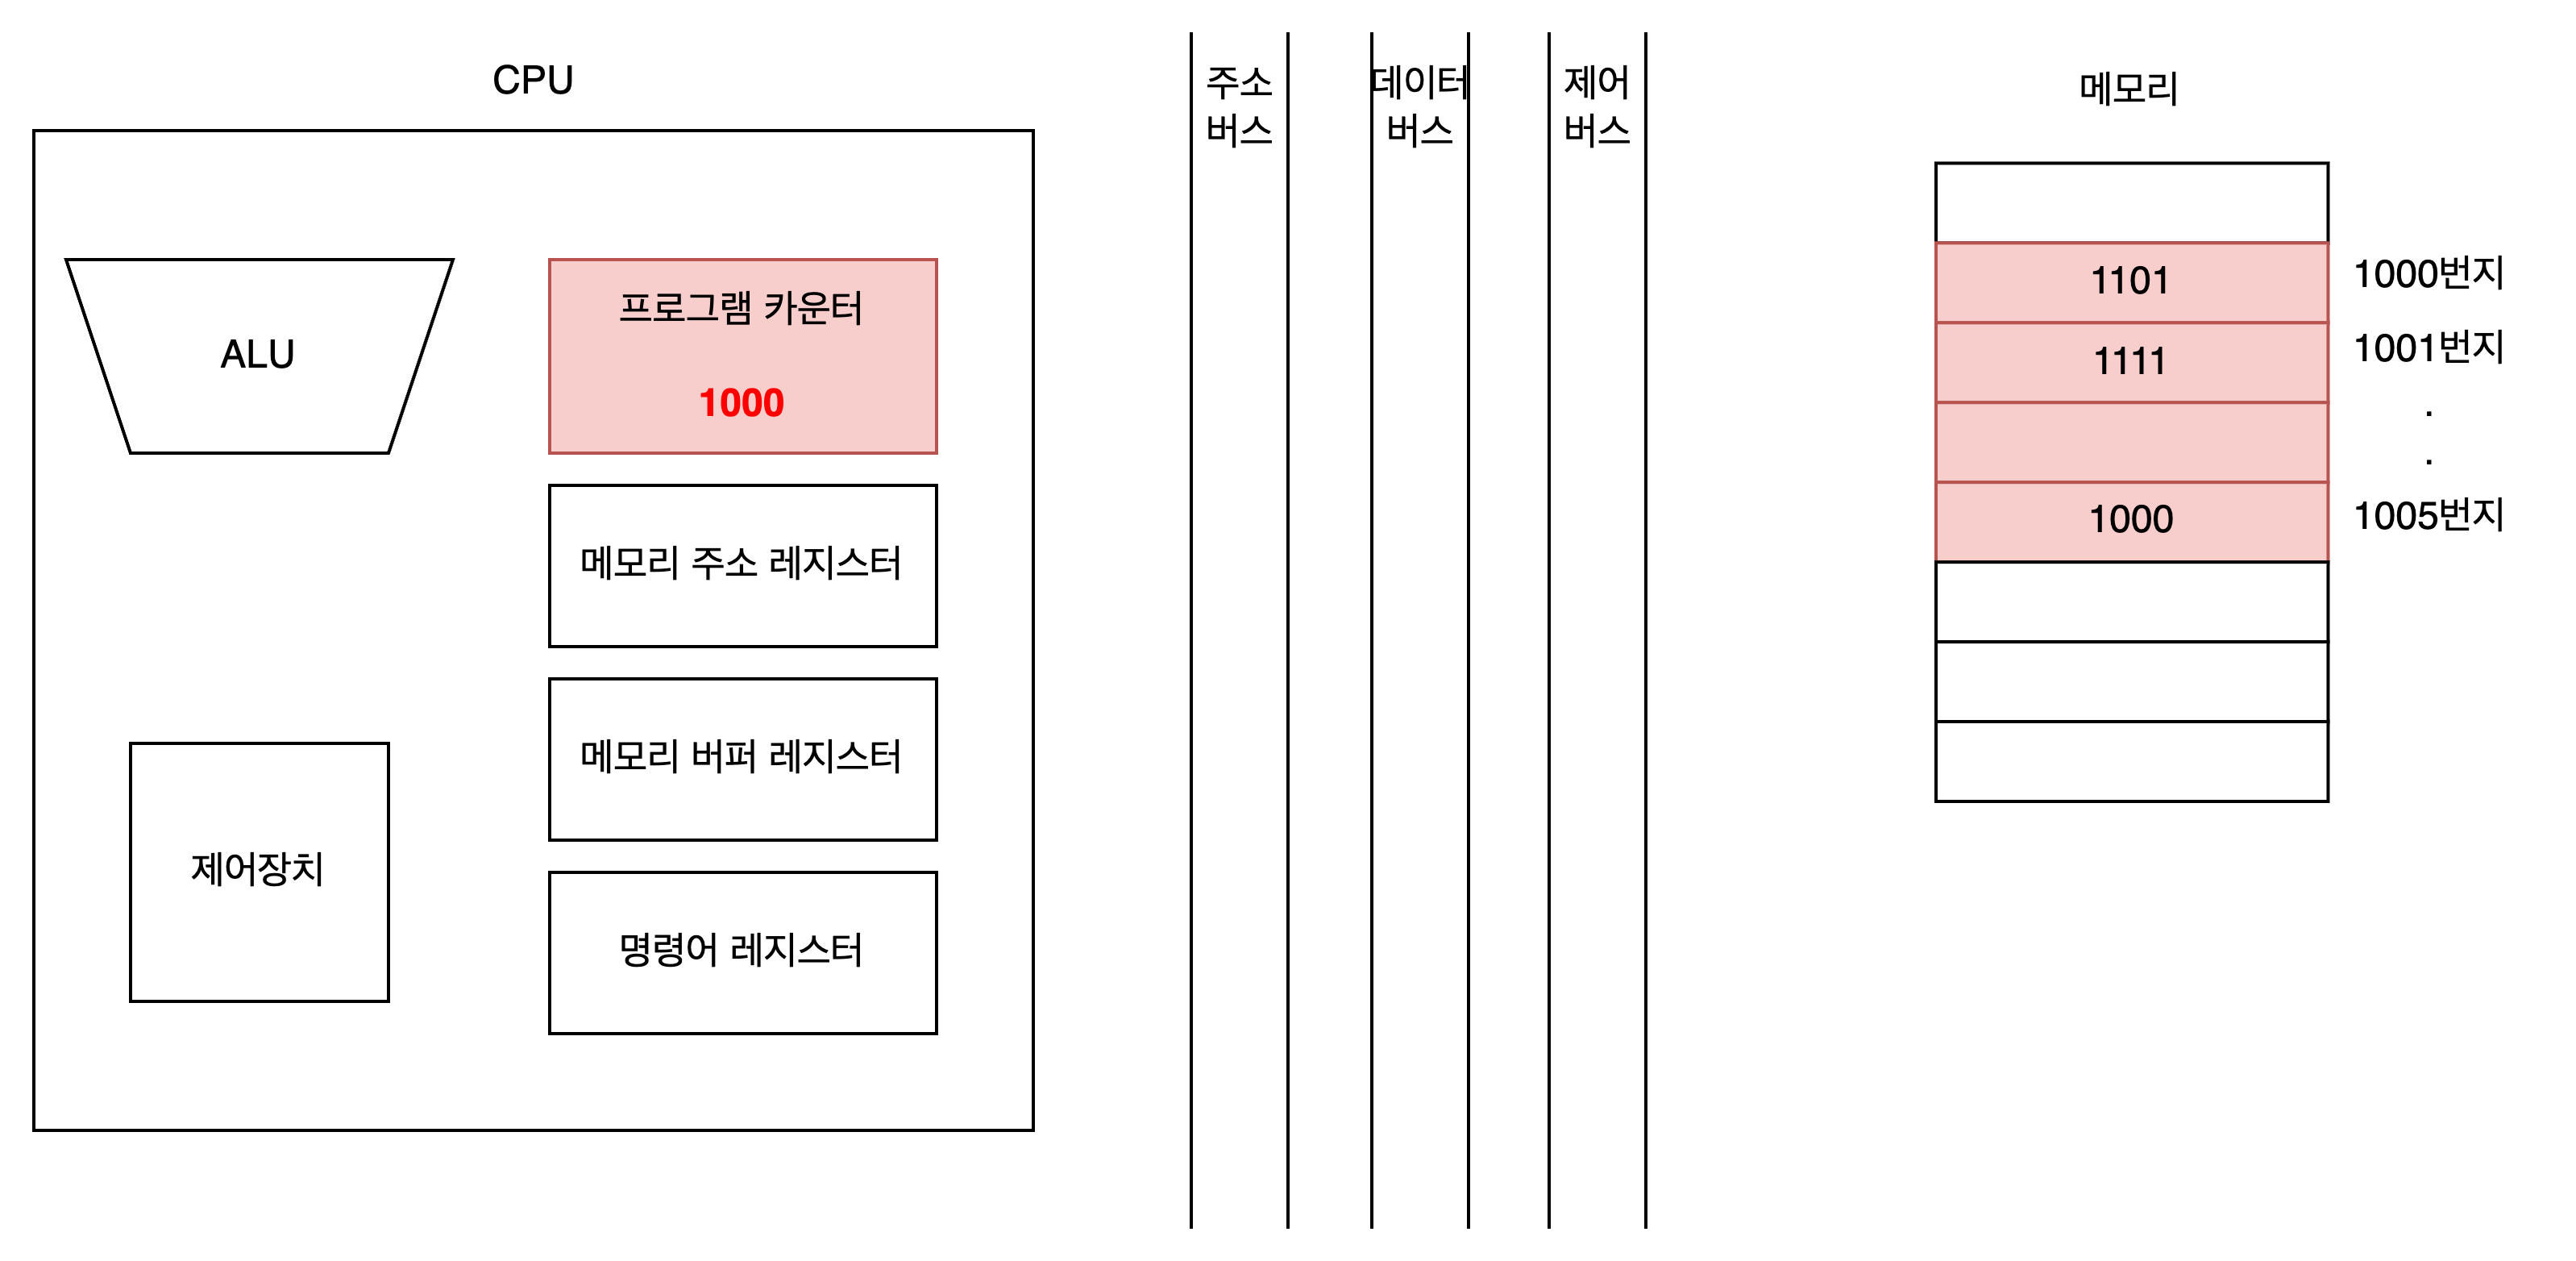 CPU
ALU
프로그램 카운터
1000
메모리 주소 레지스터
메모리 버퍼 레지스터
제어장치
명령어 레지스터
주소
버스
데이터
버스
제어
버스
메모리
1101
1000번지
1111
1001번지
.
.
1000
1005번지